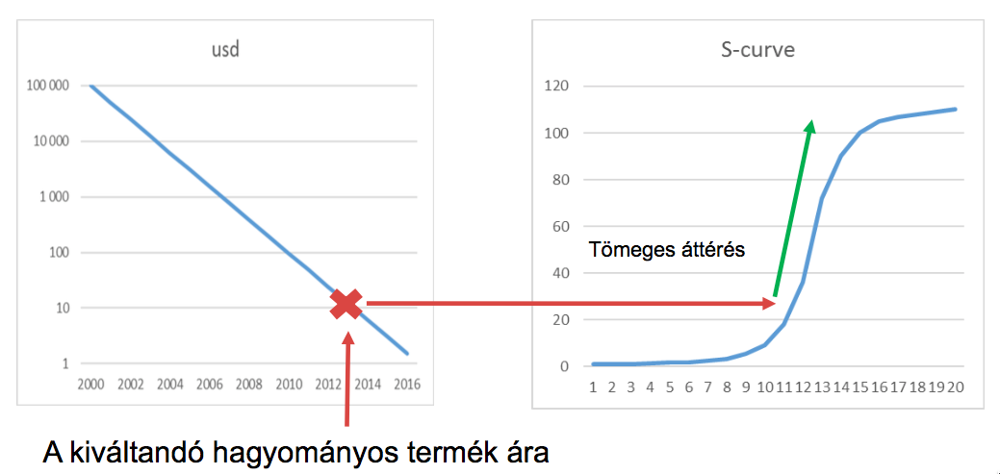 usd
100 000
10 000
1 000
100
10
1
2000 2002 2004 2006 2008 2010 2012 2014 2016
A kiváltandó hagyományos termék ára
S-curve
120
100
80
60
40
20
0
Tömeges áttérés
1 2 3 4 5 6 7 8 9 10 11 12 13 14 15 16 17 18 19 20